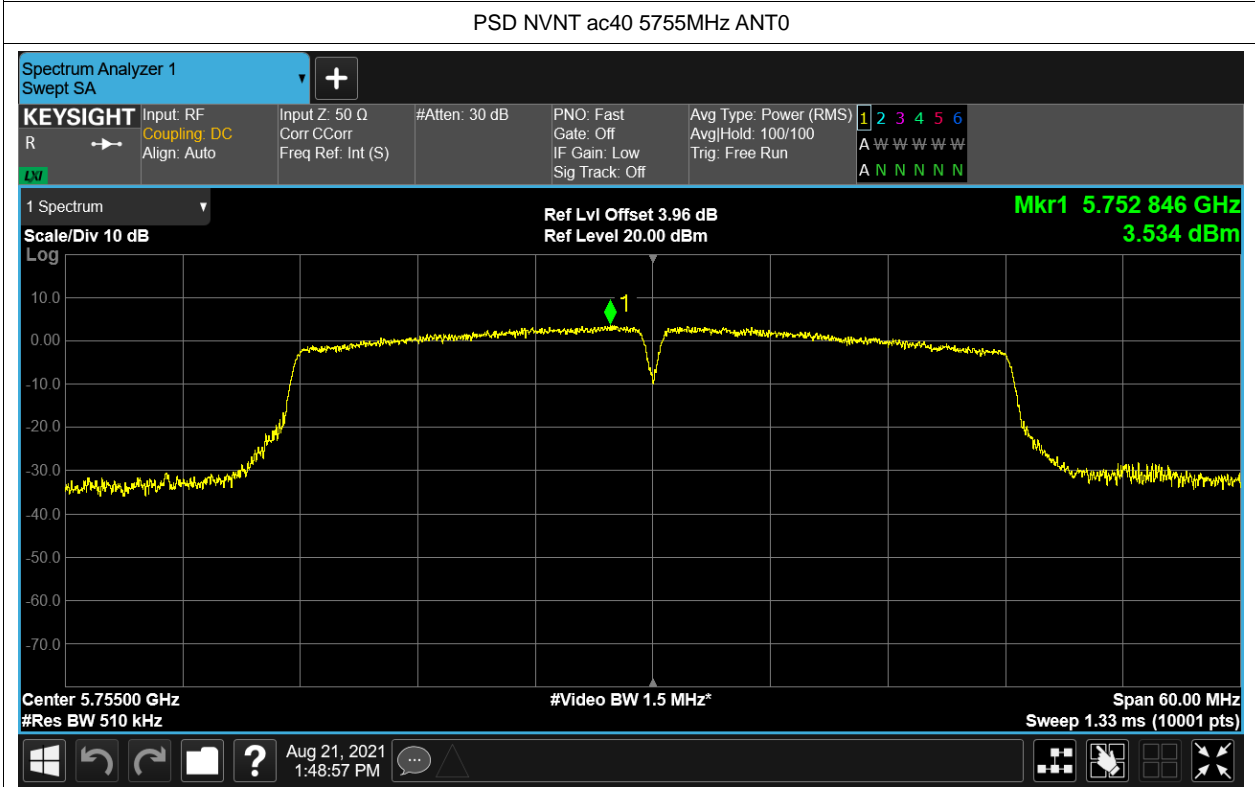 PSD NVNT ac40 5755MHz ANT0
Spectrum Analyzer 1
Swept SA
KEYSIGHT
R
LXI
Input: RF
Coupling: DC
Align: Auto
Input Z: 50 Ω
Corr CCorr
Freq Ref: Int (S)
#Atten: 30 dB
PNO: Fast
Gate: Off
IF Gain: Low
Sig Track: Off
Avg Type: Power (RMS)
Avg|Hold: 100/100
Trig: Free Run
1 2 3 4 5 6
A W W W W W
A N N N N N
1 Spectrum
Scale/Div 10 dB
Log
Ref Lvl Offset 3.96 dB
Ref Level 20.00 dBm
Mkr1 5.752 846 GHz
3.534 dBm
1
10.0
0.00
-10.0
-20.0
-30.0
-40.0
-50.0
-60.0
-70.0
Center 5.75500 GHz
#Res BW 510 kHz
#Video BW 1.5 MHz*
Span 60.00 MHz
Sweep 1.33 ms (10001 pts)
?
Aug 21, 2021
1:48:57 PM